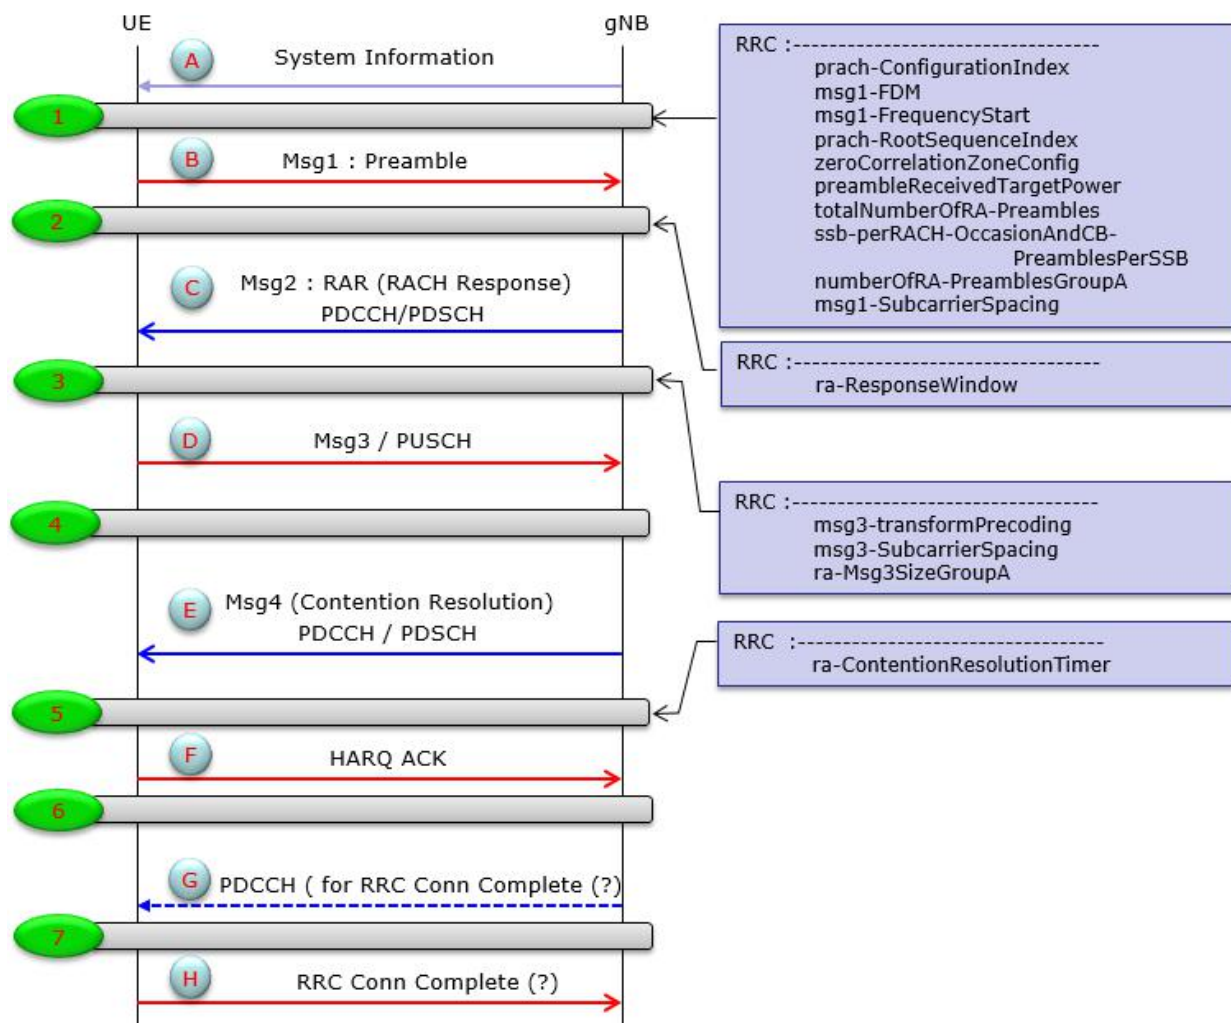 UE
gNB
A
System Information
1
B
Msg1 : Preamble
2
C
Msg2 : RAR (RACH Response)
PDCCH/PDSCH
3
D
Msg3 / PUSCH
4
E
Msg4 (Contention Resolution)
PDCCH / PDSCH
5
F
HARQ ACK
6
G
PDCCH ( for RRC Conn Complete (?)
7
H
RRC Conn Complete (?)
RRC :----------------------------------
prach-ConfigurationIndex
msg1-FDM
msg1-FrequencyStart
prach-RootSequenceIndex
zeroCorrelationZoneConfig
preambleReceivedTargetPower
totalNumberOfRA-Preambles
ssb-perRACH-OccasionAndCB-
PreamblesPerSSB
numberOfRA-PreamblesGroupA
msg1-SubcarrierSpacing
RRC :----------------------------------
ra-ResponseWindow
RRC :----------------------------------
msg3-transformPrecoding
msg3-SubcarrierSpacing
ra-Msg3SizeGroupA
RRC  :----------------------------------
ra-ContentionResolutionTimer